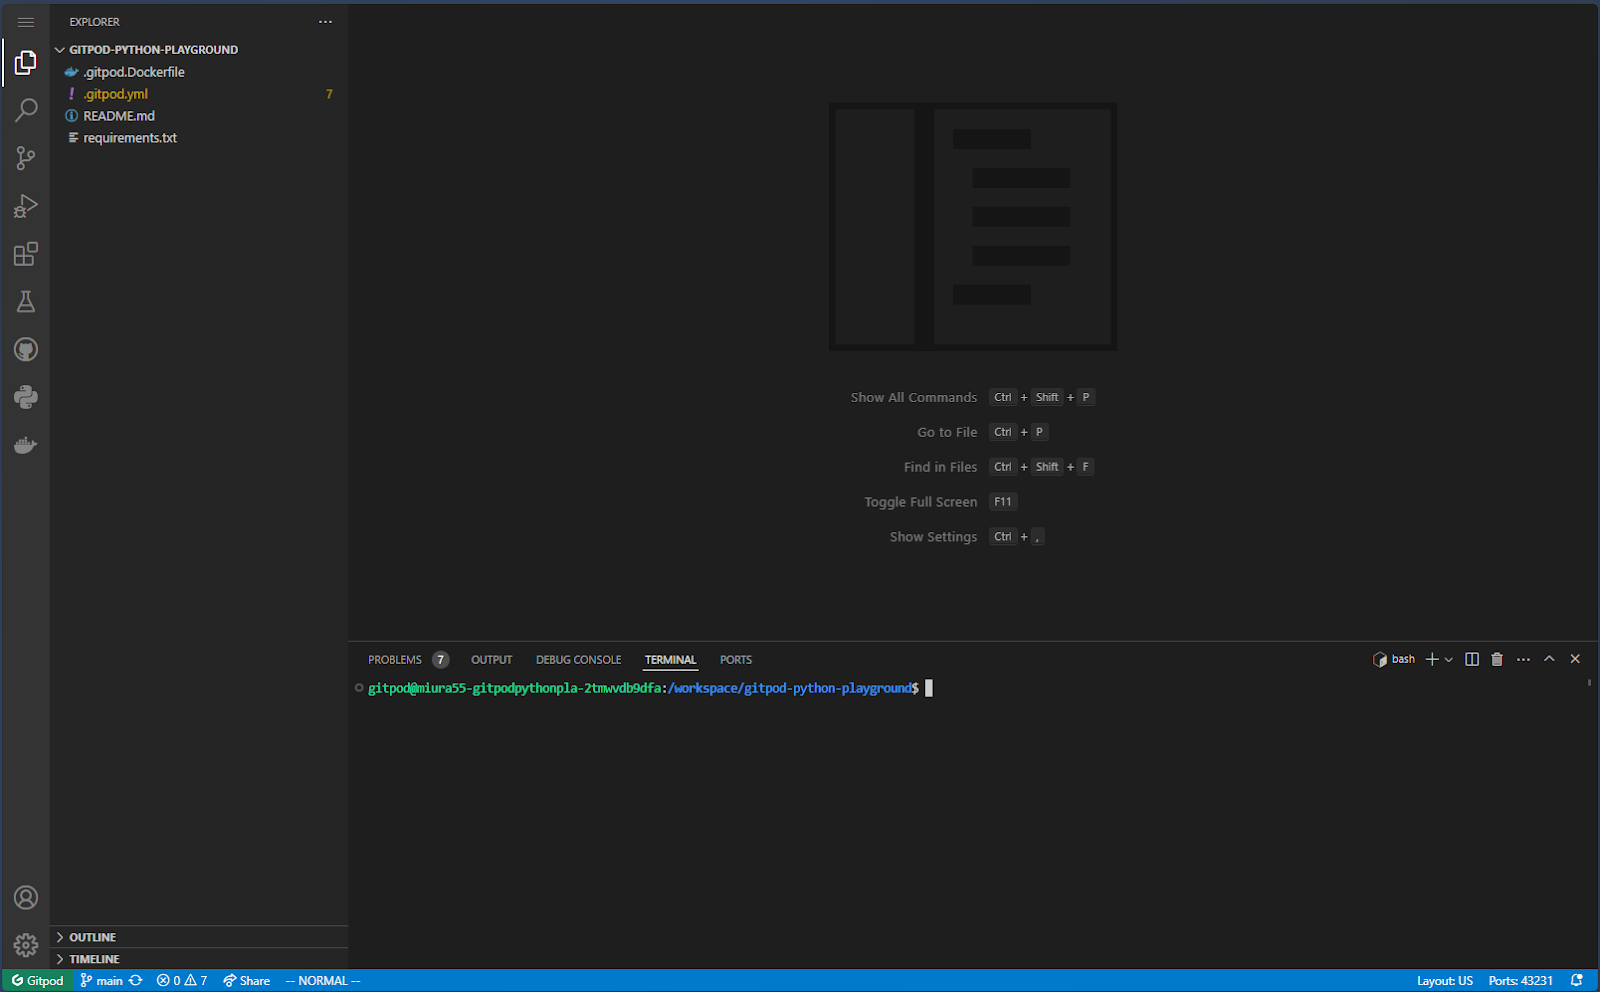 EXPLORER
GITPOD-PYTHON-PLAYGROUND
.gitpod.Dockerfile
.gitpod.yml 7
README.md
requirements.txt
Show All Commands Ctrl + Shift + P
Go to File Ctrl + P
Find in Files Ctrl + Shift + F
Toggle Full Screen F11
Show Settings Ctrl + ,
PROBLEMS 7 OUTPUT DEBUG CONSOLE TERMINAL PORTS bash
gitpod@miura55-gitpodpythonpla-2tmwvdb9dfa:/workspace/gitpod-python-playground$
OUTLINE
TIMELINE
Gitpod main 0 7 Share -- NORMAL -- Layout: US Ports: 43231